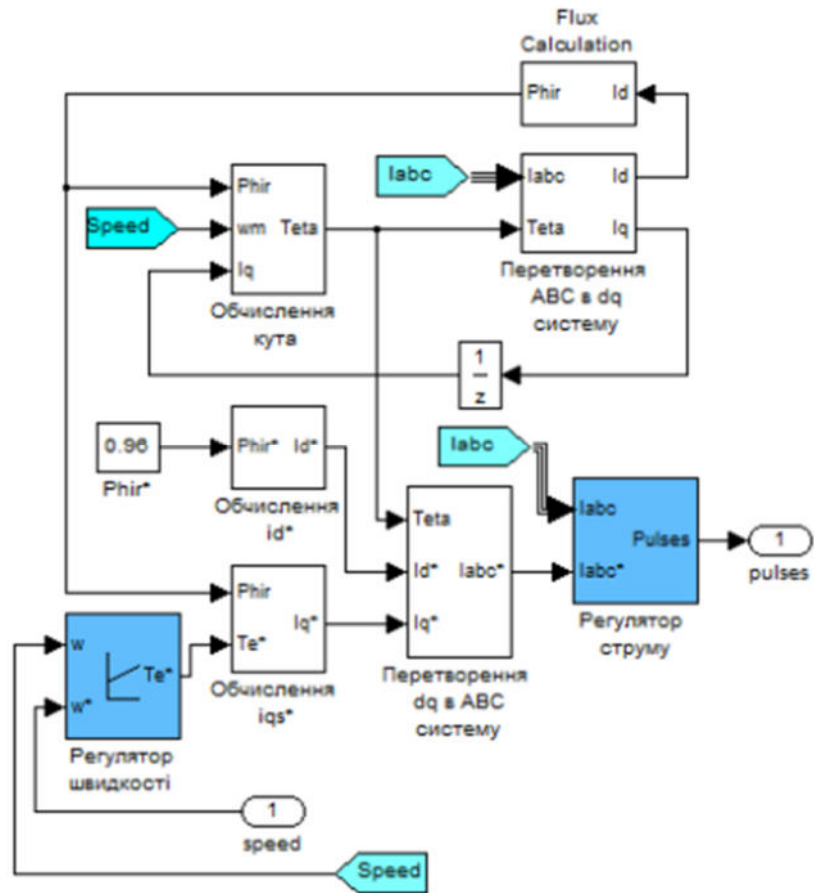 Flux
Calculation
Phir Id
Iabc
Iabc Id
Teta Iq
Перетворення
ABC в dq
систему
Phir
Speed
wm Teta
Iq
Обчислення
кута
1
z
0.96
Phir*
Phir* Id*
Обчислення
id*
Iabc
Teta
Id* Iabc*
Iq*
Перетворення
dq в ABC
систему
Iabc
Pulses
Iabc*
Регулятор
струму
1
pulses
Phir
Iq*
Te*
Обчислення
iqs*
w
Te*
w*
Регулятор
швидкості
1
speed
Speed